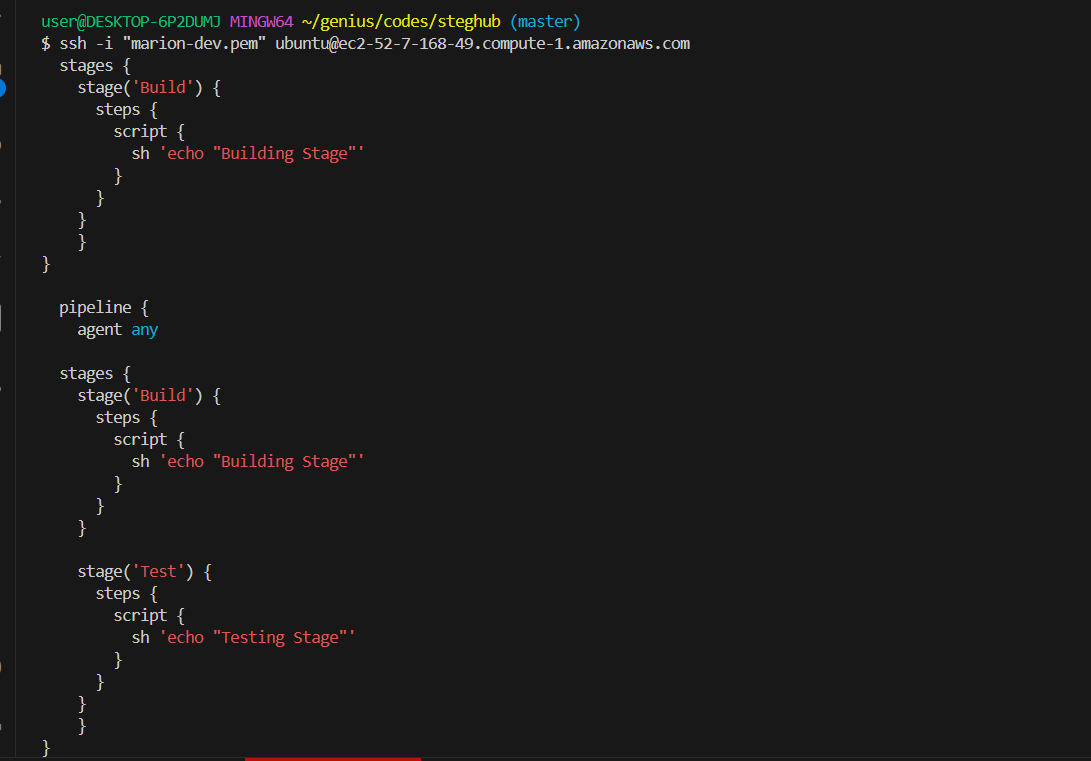 user@DESKTOP-6P2DUMJ MINGW64 ~/genius/codes/steghub (master)
$ ssh -i "marion-dev.pem" ubuntu@ec2-52-7-168-49.compute-1.amazonaws.com
  stages {
    stage('Build') {
      steps {
        script {
          sh 'echo "Building Stage"'
        }
      }
    }
    }
}

  pipeline {
    agent any

  stages {
    stage('Build') {
      steps {
        script {
          sh 'echo "Building Stage"'
        }
      }
    }

    stage('Test') {
      steps {
        script {
          sh 'echo "Testing Stage"'
        }
      }
    }
    }
}